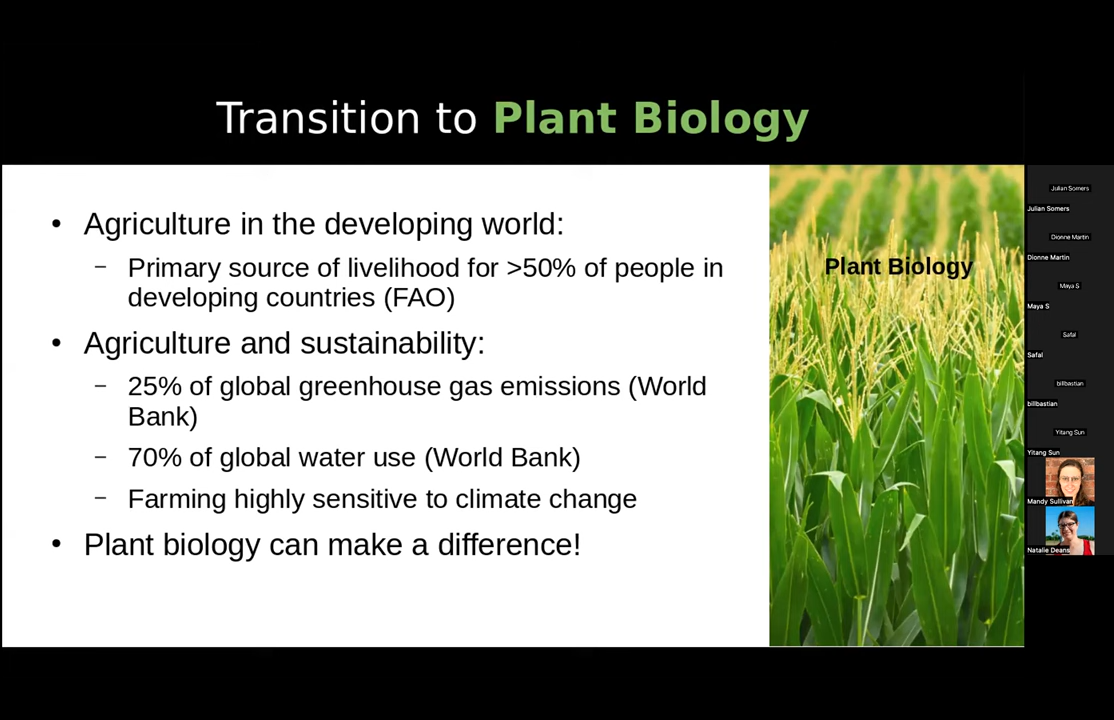 Transition to Plant Biology
• Agriculture in the developing world:
– Primary source of livelihood for >50% of people in
developing countries (FAO)
• Agriculture and sustainability:
– 25% of global greenhouse gas emissions (World
Bank)
– 70% of global water use (World Bank)
– Farming highly sensitive to climate change
• Plant biology can make a difference!
Plant Biology
Julian Somers
Julian Somers
Dionne Martin
Dionne Martin
Maya S
Maya S
Safal
Safal
billbastian
billbastian
Yitang Sun
Yitang Sun
Mandy Sullivan
Natalie Deans